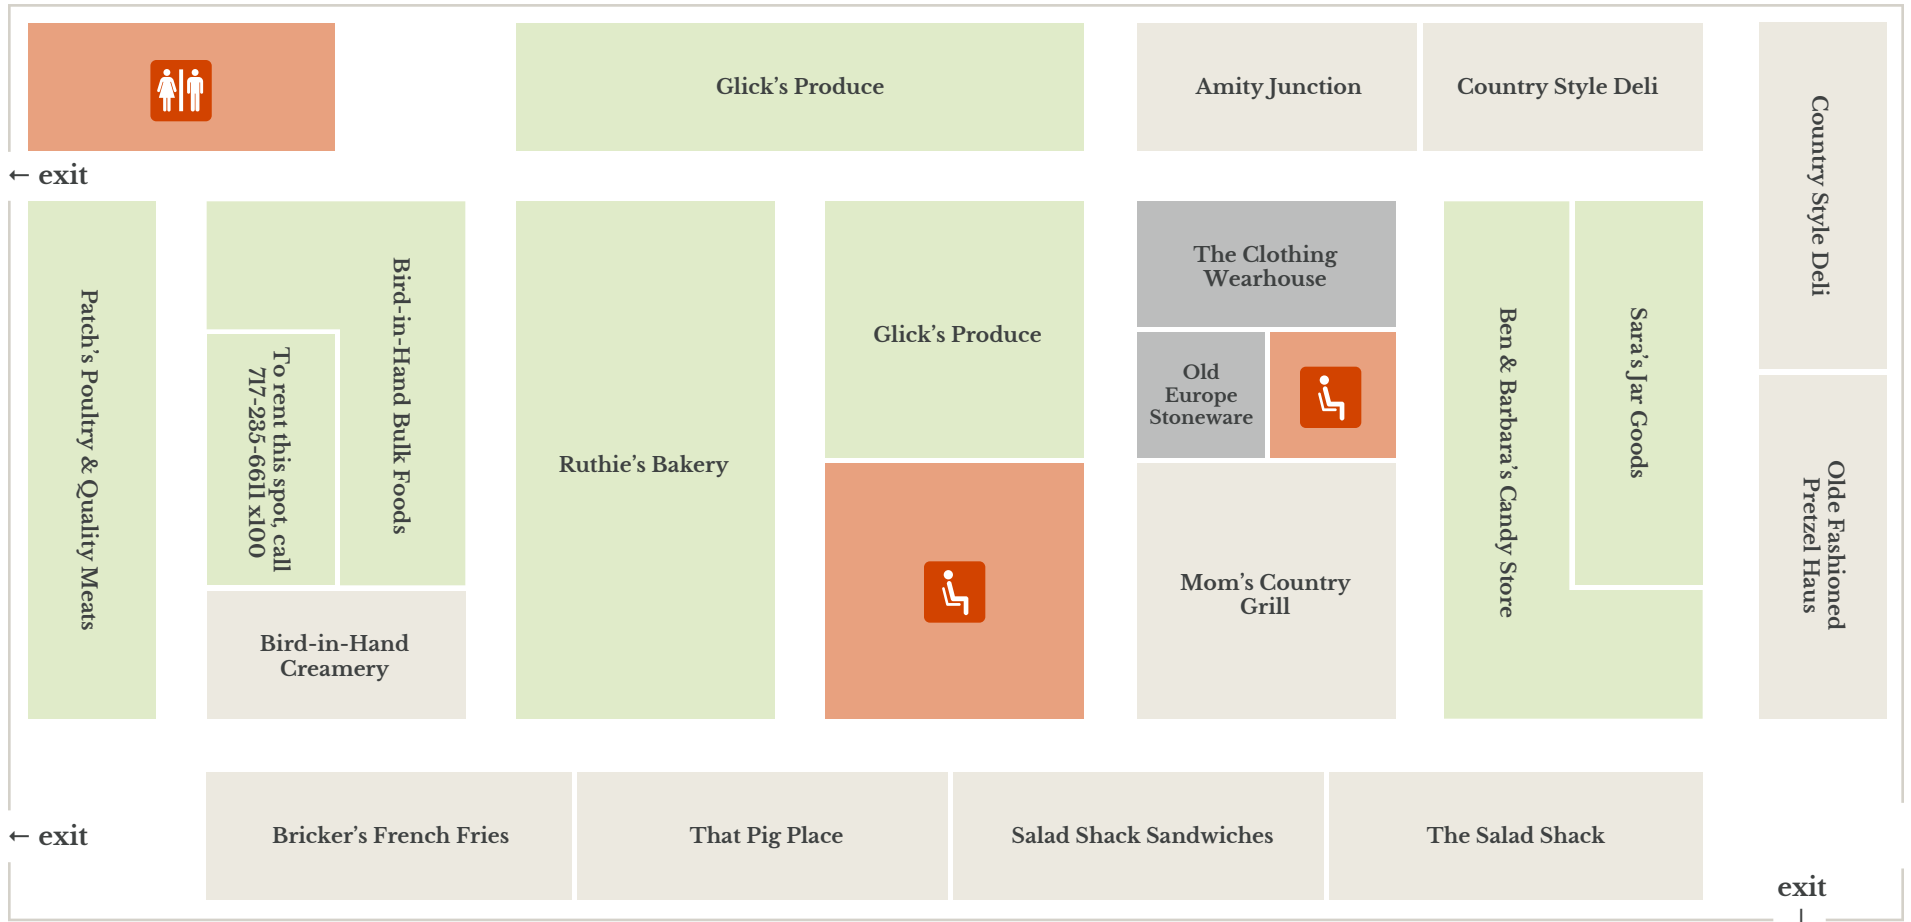 Glick’s Produce
Amity Junction
Country Style Deli
Country Style Deli
← exit
Patch’s Poultry & Quality Meats
Bird-in-Hand Bulk Foods
To rent this spot, call
717-235-6611 x100
Bird-in-Hand
Creamery
Ruthie’s Bakery
Glick’s Produce
The Clothing
Wearhouse
Old
Europe
Stoneware
Mom’s Country
Grill
Ben & Barbara’s Candy Store
Sara’s Jar Goods
Olde Fashioned
Pretzel Haus
← exit
Bricker’s French Fries
That Pig Place
Salad Shack Sandwiches
The Salad Shack
exit